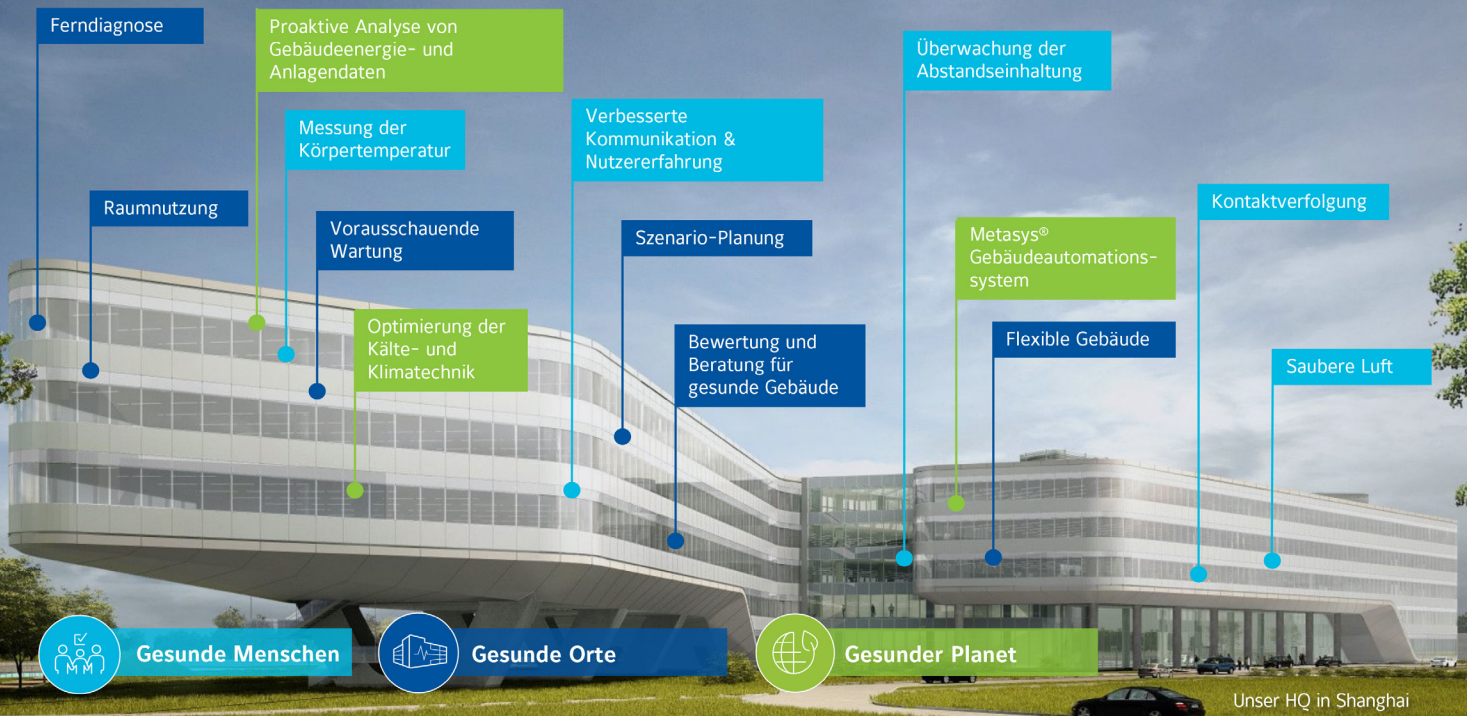 Ferndiagnose
Proaktive Analyse von
Gebäudeenergie- und
Anlagendaten
Überwachung der
Abstandseinhaltung
Messung der
Körpertemperatur
Verbesserte
Kommunikation &
Nutzererfahrung
Raumnutzung
Vorausschauende
Wartung
Szenario-Planung
Metasys®
Gebäudeautomations-
system
Kontaktverfolgung
Optimierung der
Kälte- und
Klimatechnik
Bewertung und
Beratung für
gesunde Gebäude
Flexible Gebäude
Saubere Luft
Gesunde Menschen
Gesunde Orte
Gesunder Planet
Unser HQ in Shanghai